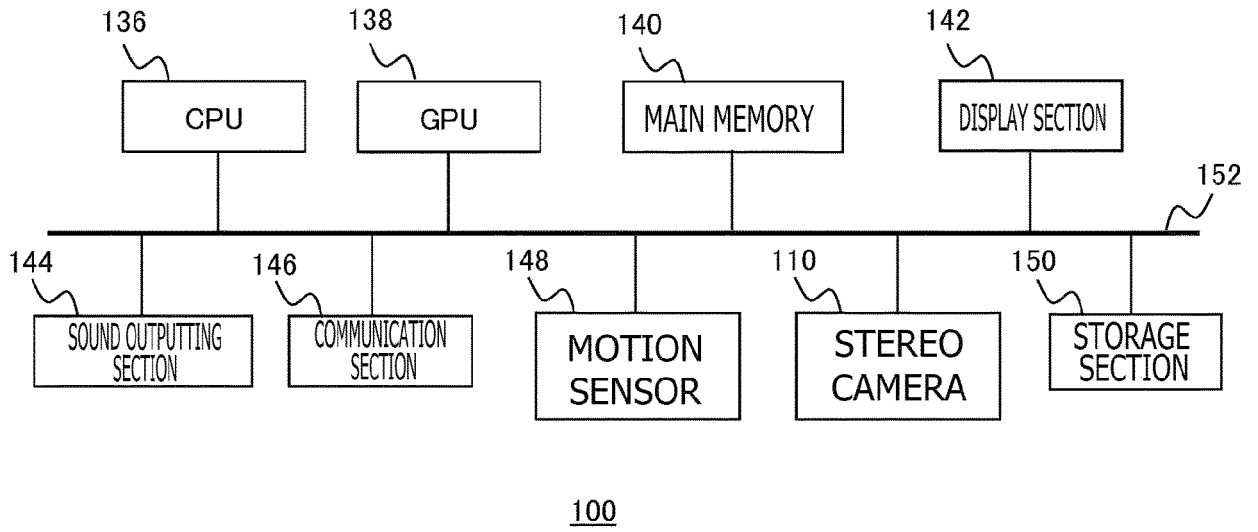 136
138
140
142
CPU
GPU
MAIN MEMORY
DISPLAY SECTION
152
144
146
148
110
150
SOUND OUTPUTTING
SECTION
COMMUNICATION
SECTION
MOTION
SENSOR
STEREO
CAMERA
STORAGE
SECTION
100